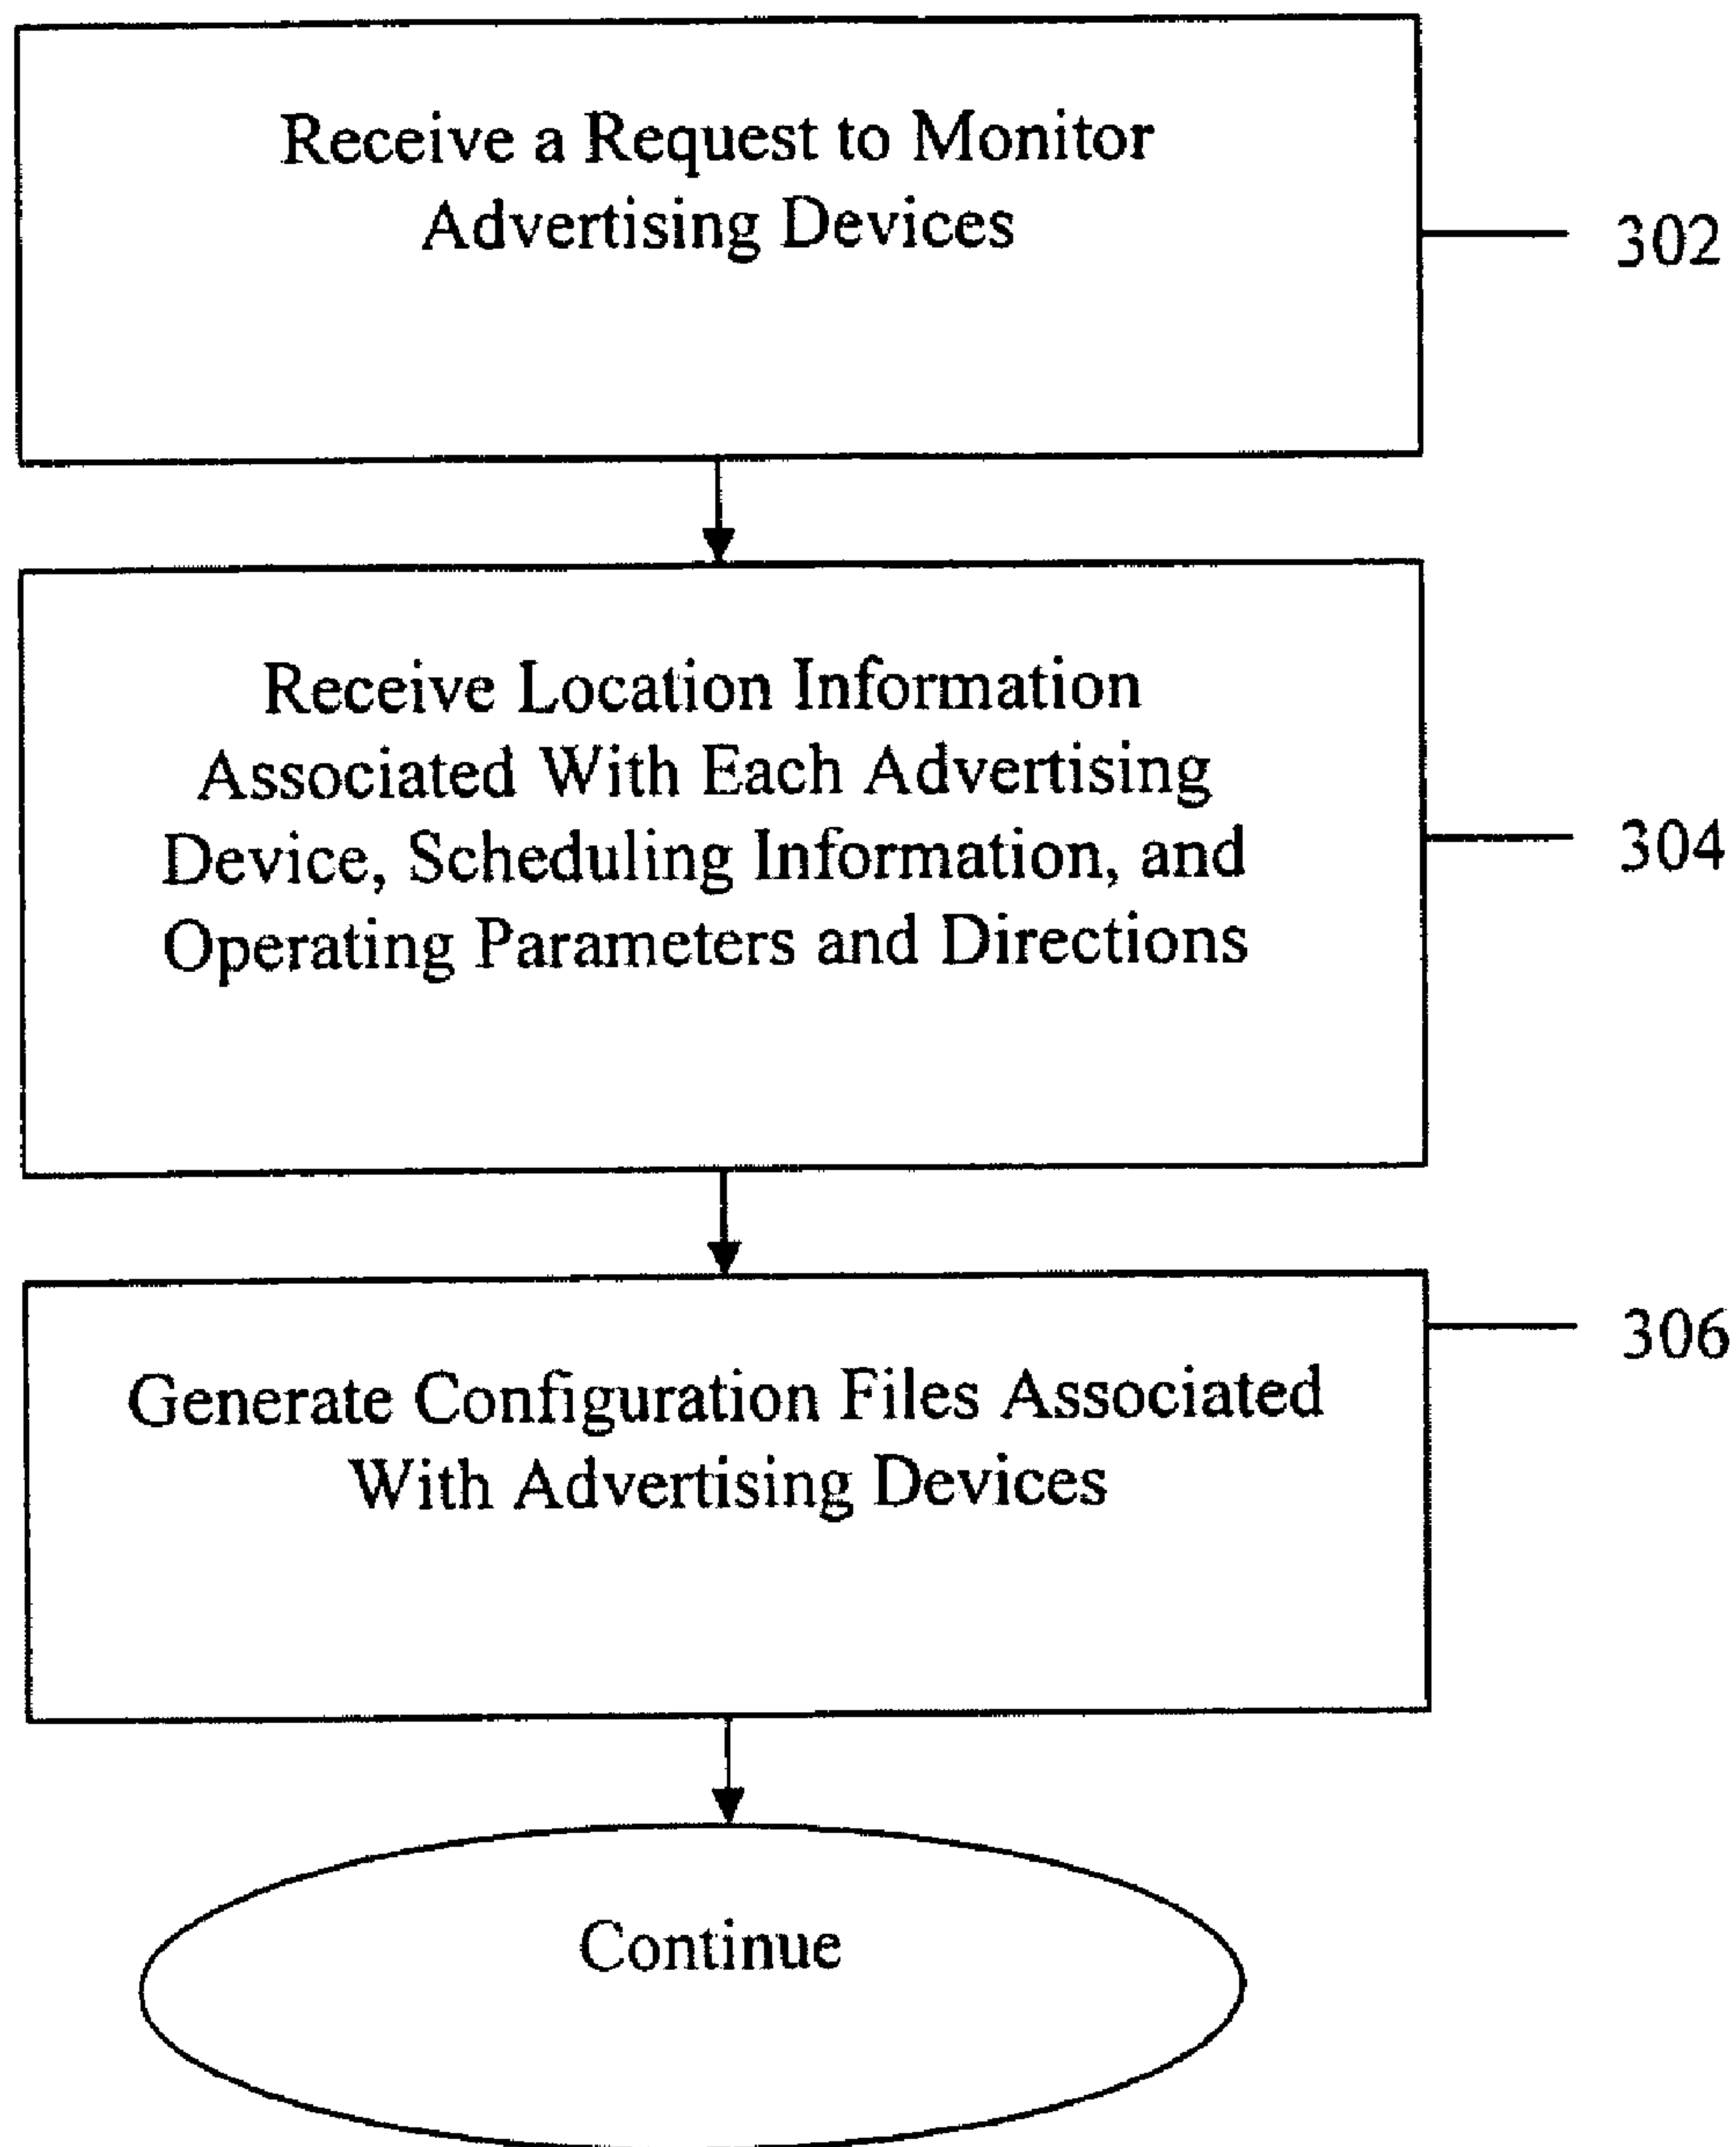 Receive a Request to Monitor
Advertising Devices
302
Receive Location Information
Associated With Each Advertising
Device, Scheduling Information, and
Operating Parameters and Directions
304
306
Generate Configuration Files Associated
With Advertising Devices
Continue